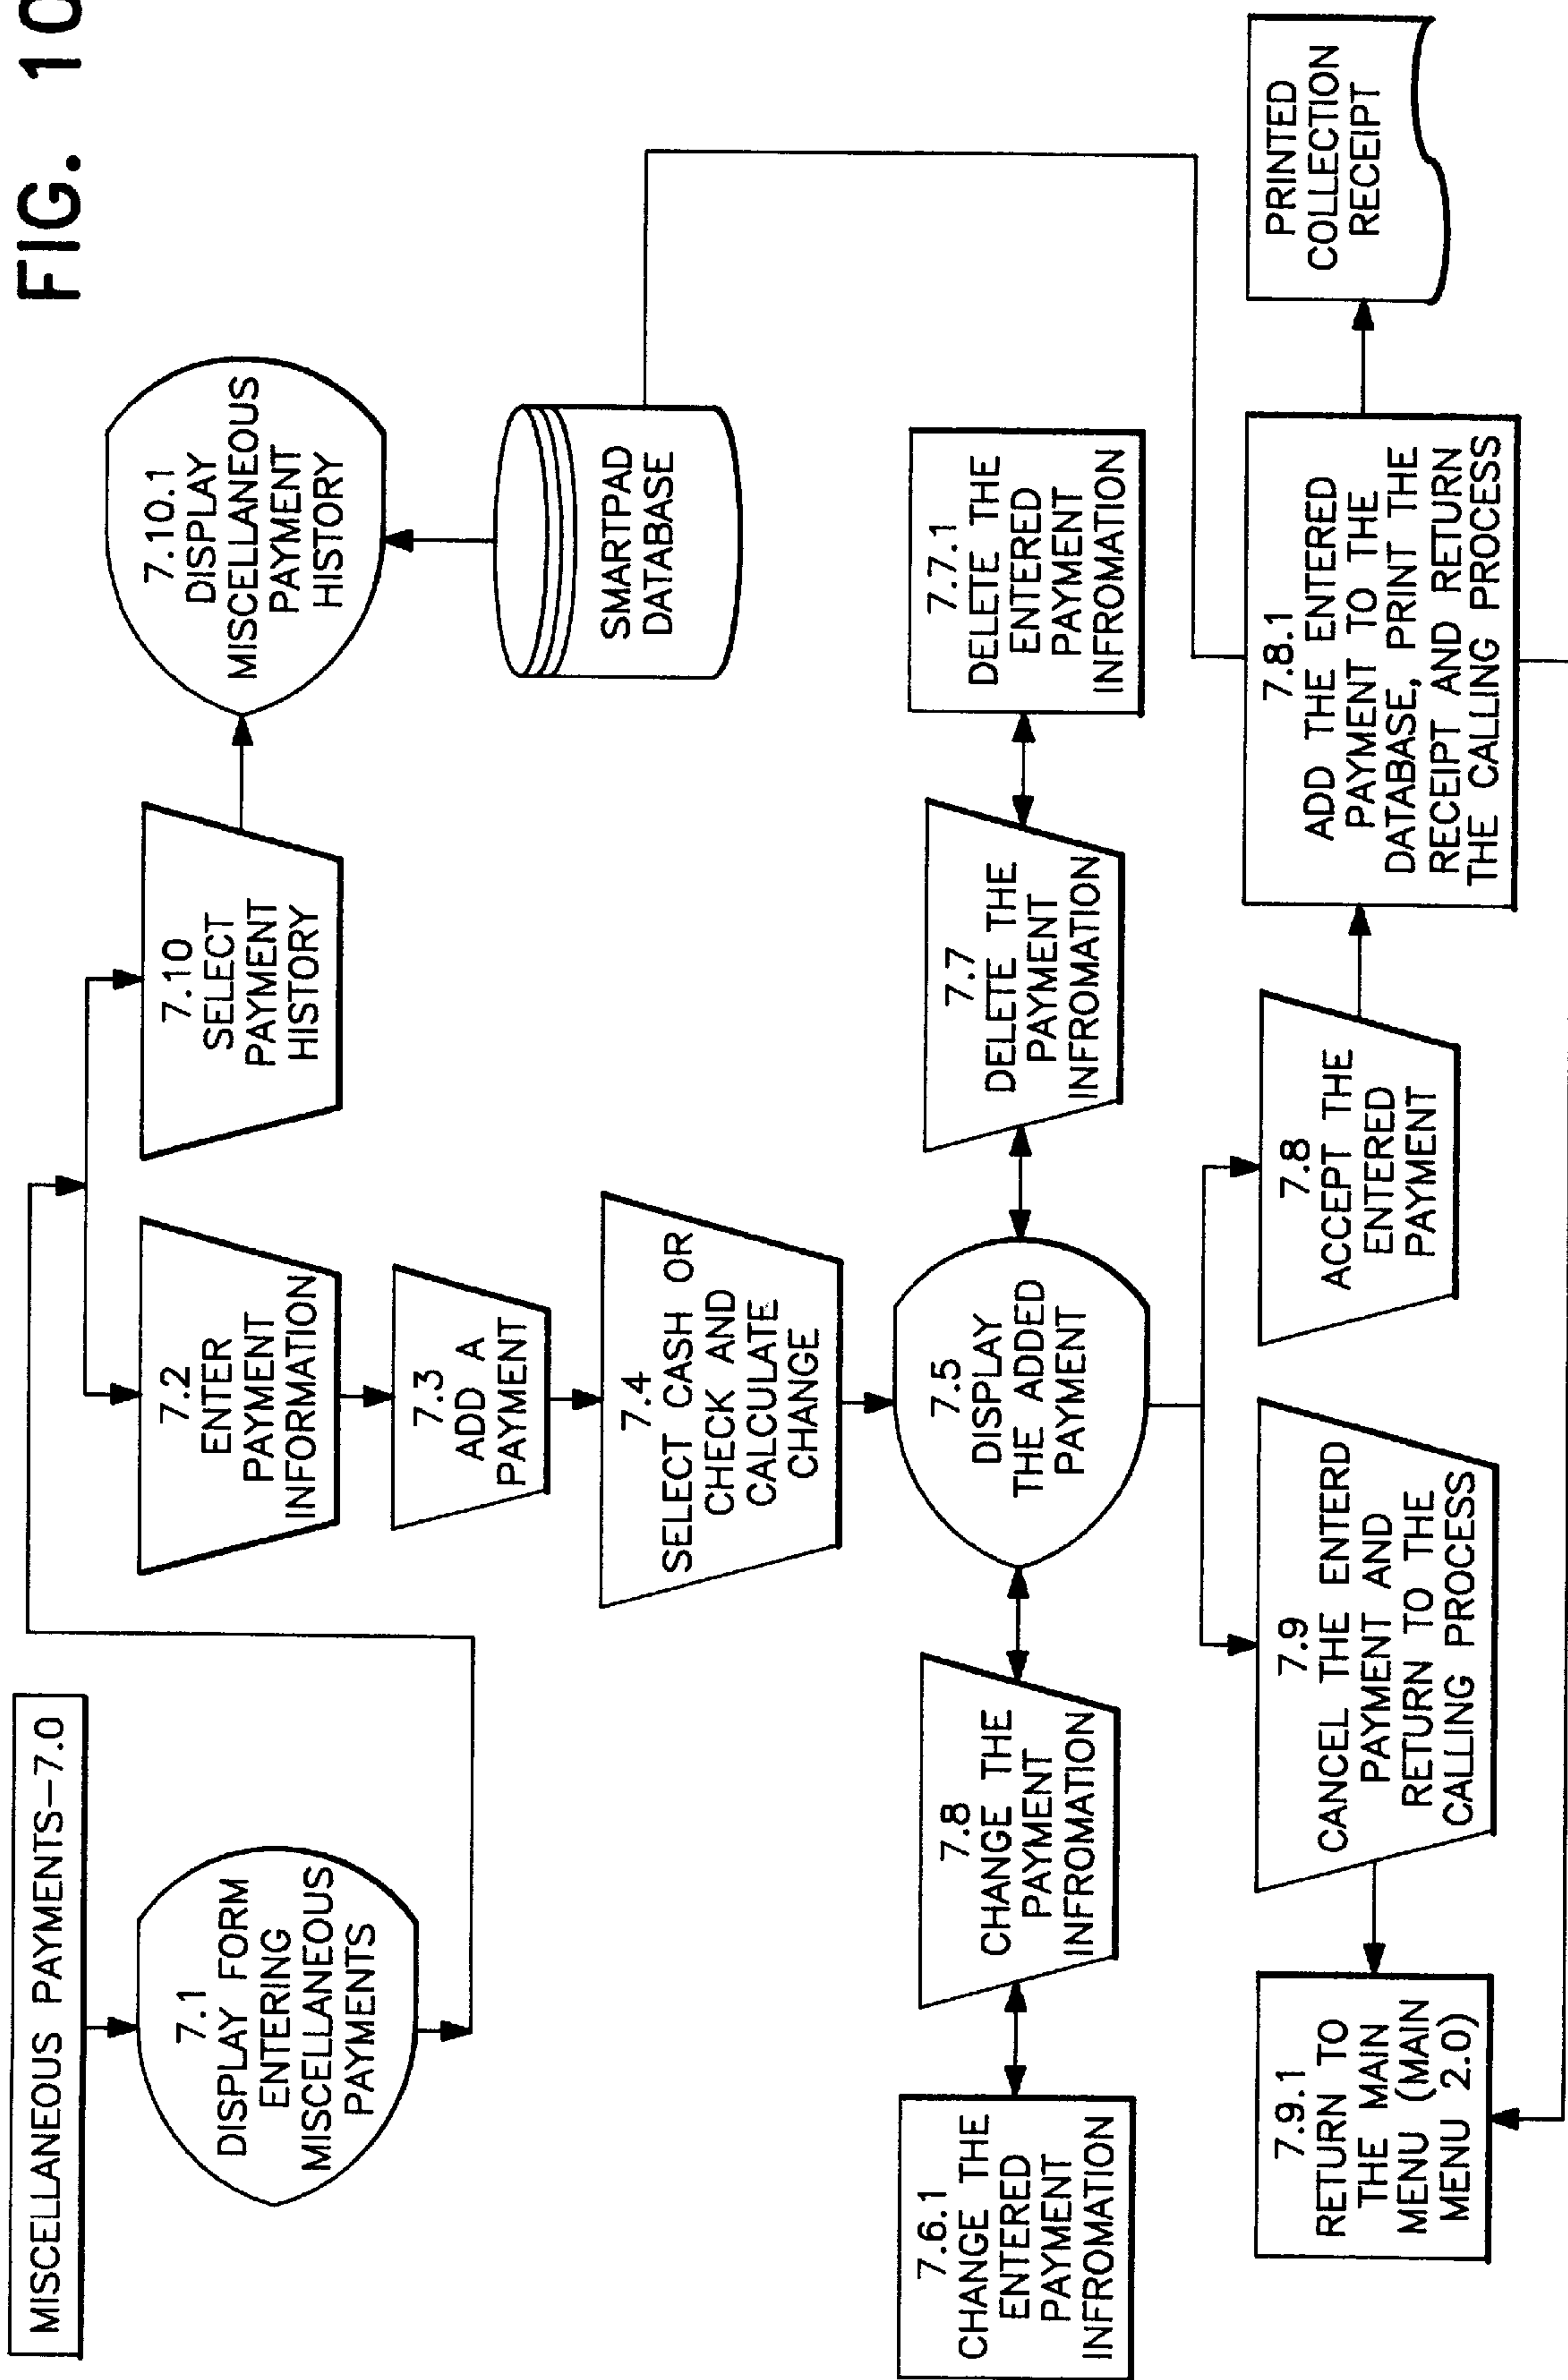 FIG. 10
MISCELLANEOUS PAYMENTS-7.0
7.1
DISPLAY FORM
ENTERING
MISCELLANEOUS
PAYMENTS
7.2
ENTER
PAYMENT
INFORMATION
7.10
SELECT
PAYMENT
HISTORY
7.10.1
DISPLAY
MISCELLANEOUS
PAYMENT
HISTORY
7.3
ADD A
PAYMENT
SMARTPAD
DATABASE
7.4
SELECT CASH OR
CHECK AND
CALCULATE
CHANGE
7.6.1
CHANGE THE
ENTERED
PAYMENT
INFROMATION
7.8
CHANGE THE
PAYMENT
INFROMATION
7.5
DISPLAY
THE ADDED
PAYMENT
7.7
DELETE THE
PAYMENT
INFROMATION
7.7.1
DELETE THE
ENTERED
PAYMENT
INFROMATION
7.9.1
RETURN TO
THE MAIN
MENU (MAIN
MENU 2.0)
7.9
CANCEL THE ENTERD
PAYMENT AND
RETURN TO THE
CALLING PROCESS
7.8
ACCEPT THE
ENTERED
PAYMENT
7.8.1
ADD THE ENTERED
PAYMENT TO THE
DATABASE, PRINT THE
RECEIPT AND RETURN
THE CALLING PROCESS
PRINTED
COLLECTION
RECEIPT